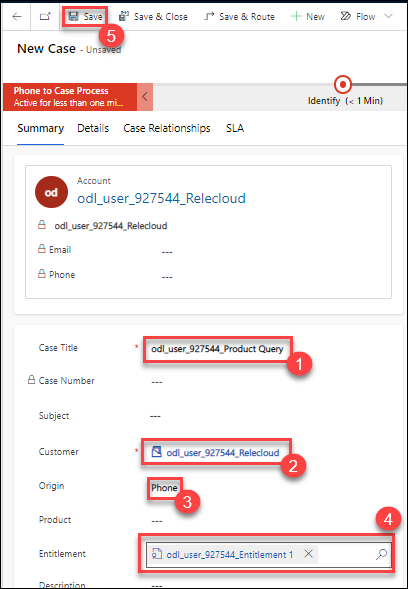 Save
Save & Close
Save & Route
New
Flow
5
New Case - Unsaved
Phone to Case Process
Active for less than one mi...
Identify (< 1 Min)
Summary
Details
Case Relationships
SLA
od
Account
odl_user_927544_Relecloud
odl_user_927544_Relecloud
Email ---
Phone ---
Case Title * odl_user_927544_Product Query
1
Case Number ---
Subject ---
Customer * odl_user_927544_Relecloud
2
Origin Phone
3
Product ---
4
Entitlement odl_user_927544_Entitlement 1
Description ---